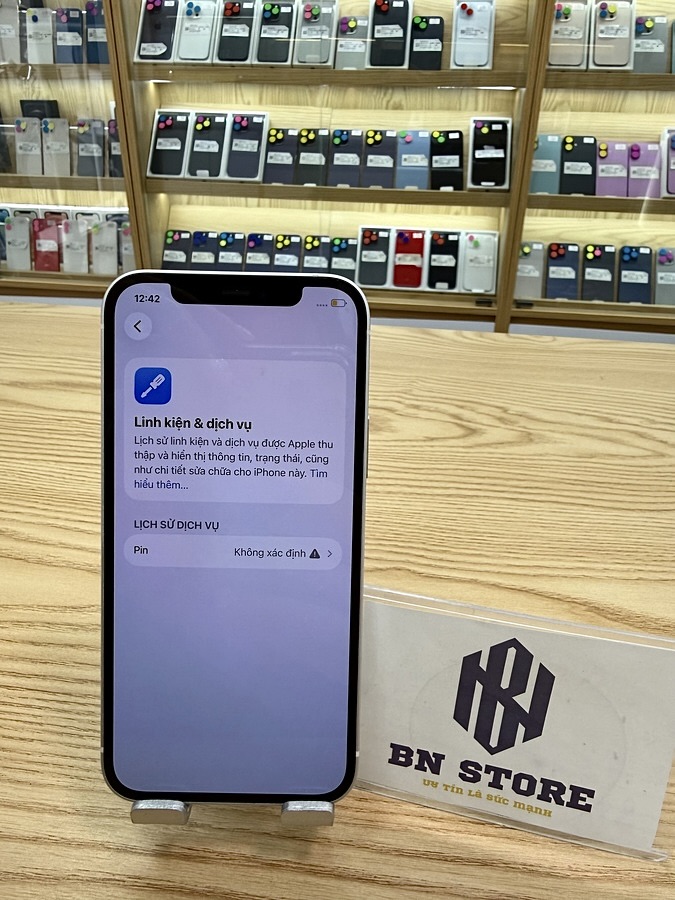 12:42
Linh kiện & dịch vụ
Lịch sử linh kiện và dịch vụ được Apple thu
thập và hiển thị thông tin, trạng thái, cũng
như chi tiết sửa chữa cho iPhone này. Tìm
hiểu thêm...
LỊCH SỬ DỊCH VỤ
Pin Không xác định
BN STORE
UY TÍN LÀ SỨC MẠNH